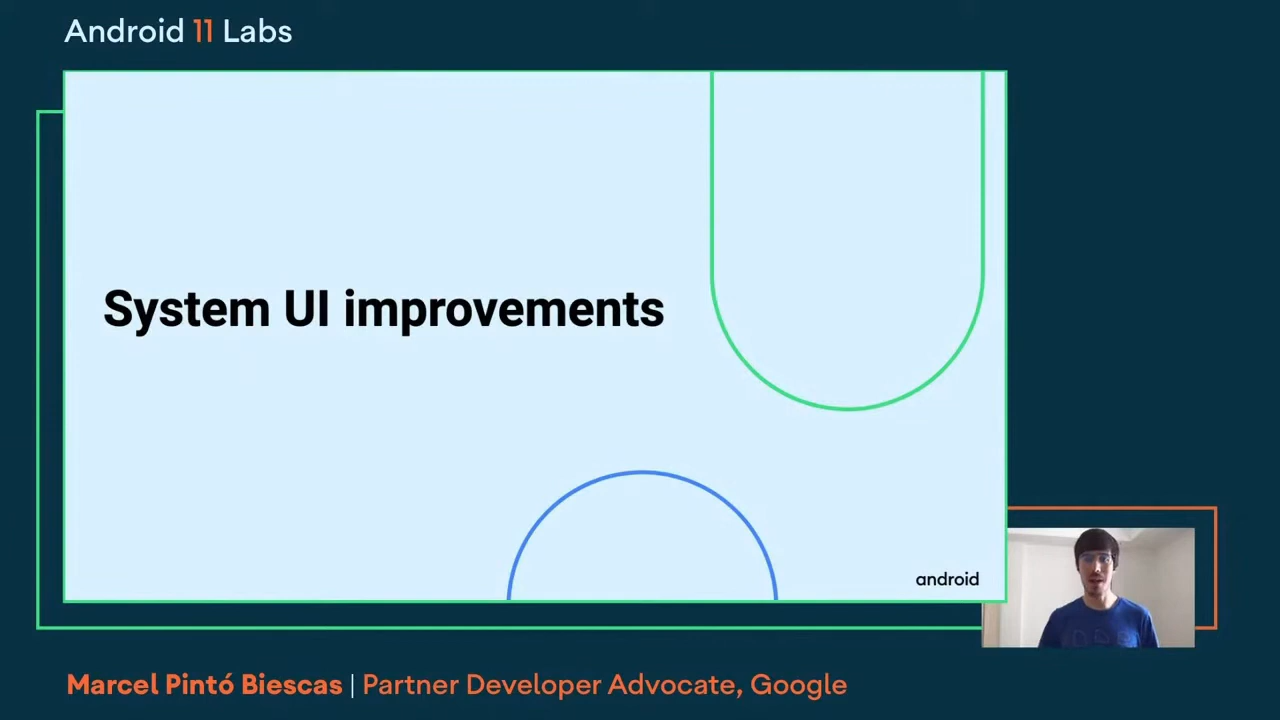 Android 11 Labs
System UI improvements
android
Marcel Pintó Biescas | Partner Developer Advocate, Google